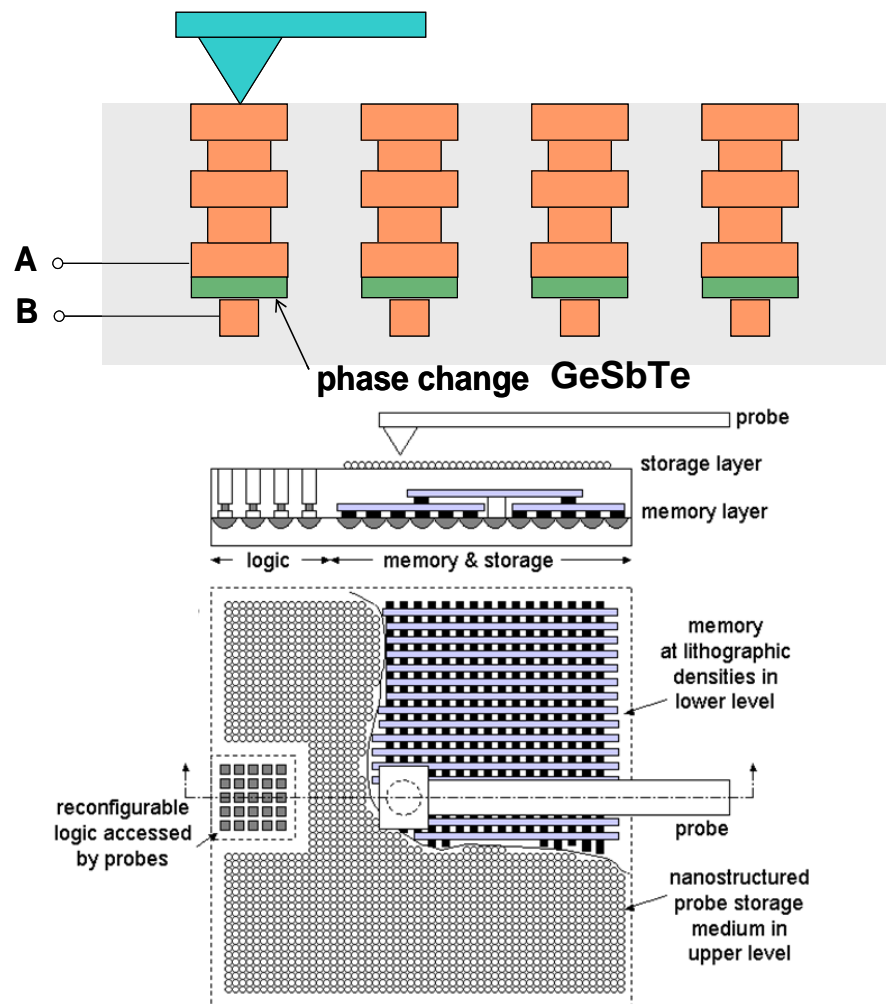 A
B
phase change GeSbTe
probe
storage layer
memory layer
logic
memory & storage
memory
at lithographic
densities in
lower level
reconfigurable
logic accessed
by probes
probe
nanostructured
probe storage
medium in
upper level